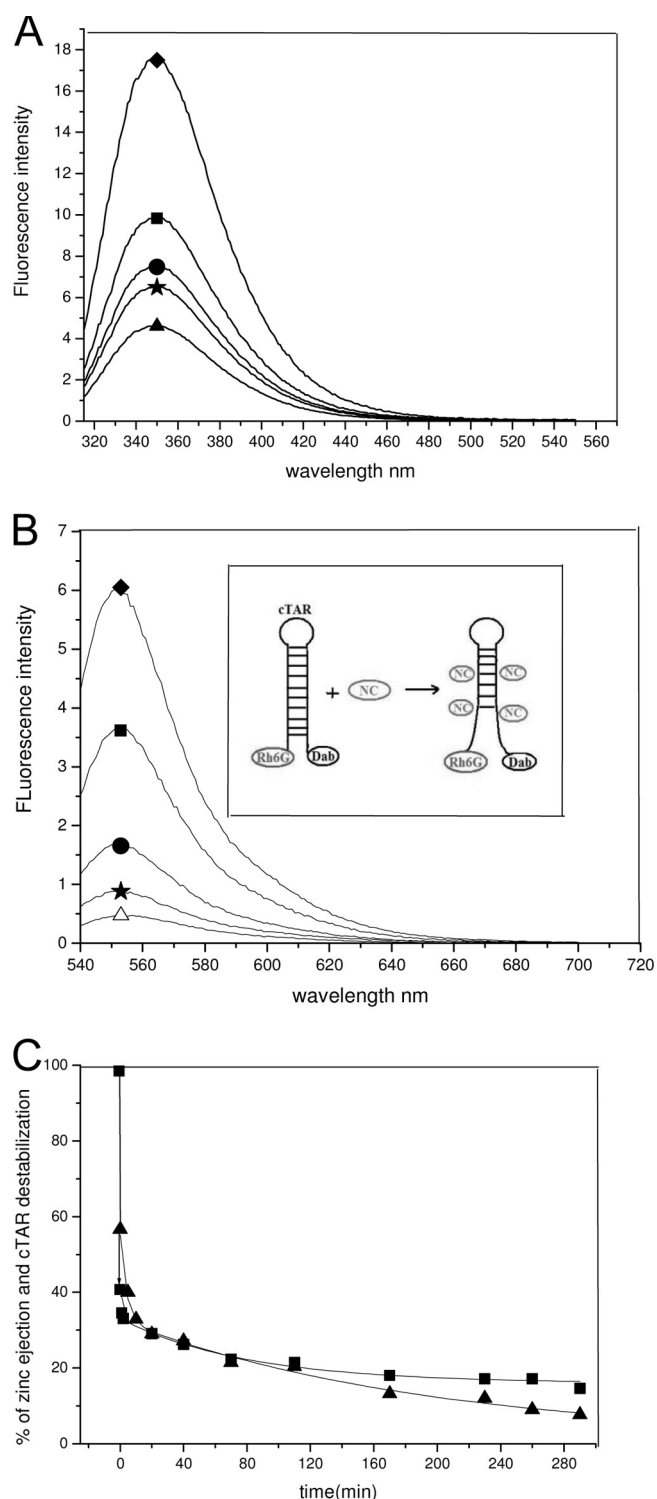 A
Fluorescence intensity
18
16
14
12
10
8
6
4
2
0
320 340 360 380 400 420 440 460 480 500 520 540 560
wavelength nm
B
FLuorescence intensity
7
6
5
4
3
2
1
0
cTAR
+ NC
NC NC
NC NC
Rh6G Dab
Rh6G Dab
540 560 580 600 620 640 660 680 700 720
wavelength nm
C
% of zinc ejection and cTAR destabilization
100
80
60
40
20
0
0 40 80 120 160 200 240 280
time(min)